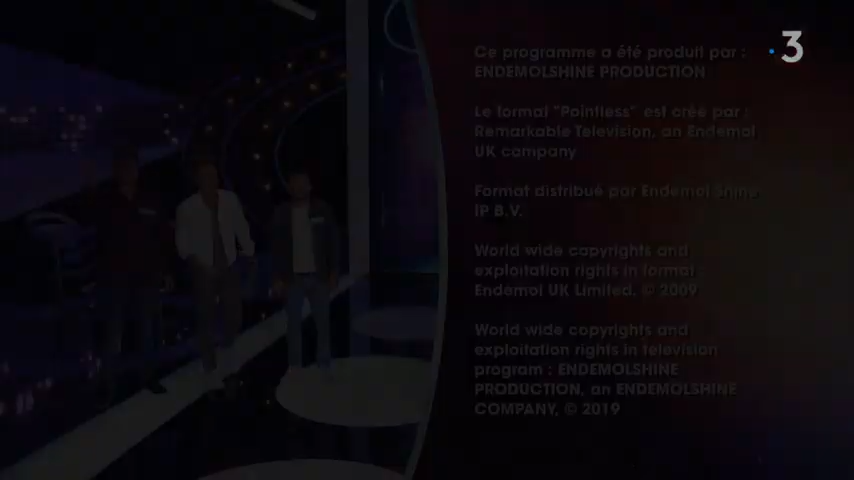 Ce programme a été produit par :
ENDEMOLSHINE PRODUCTION
Le format "Pointless" est crée par :
Remarkable Television, an Endemol
UK company
Format distribué par Endemol Shine
IP B.V.
World wide copyrights and
exploitation rights in format
Endemol UK Limited. © 2009
World wide copyrights and
exploitation rights in television
program : ENDEMOLSHINE
PRODUCTION, an ENDEMOLSHINE
COMPANY, © 2019
3